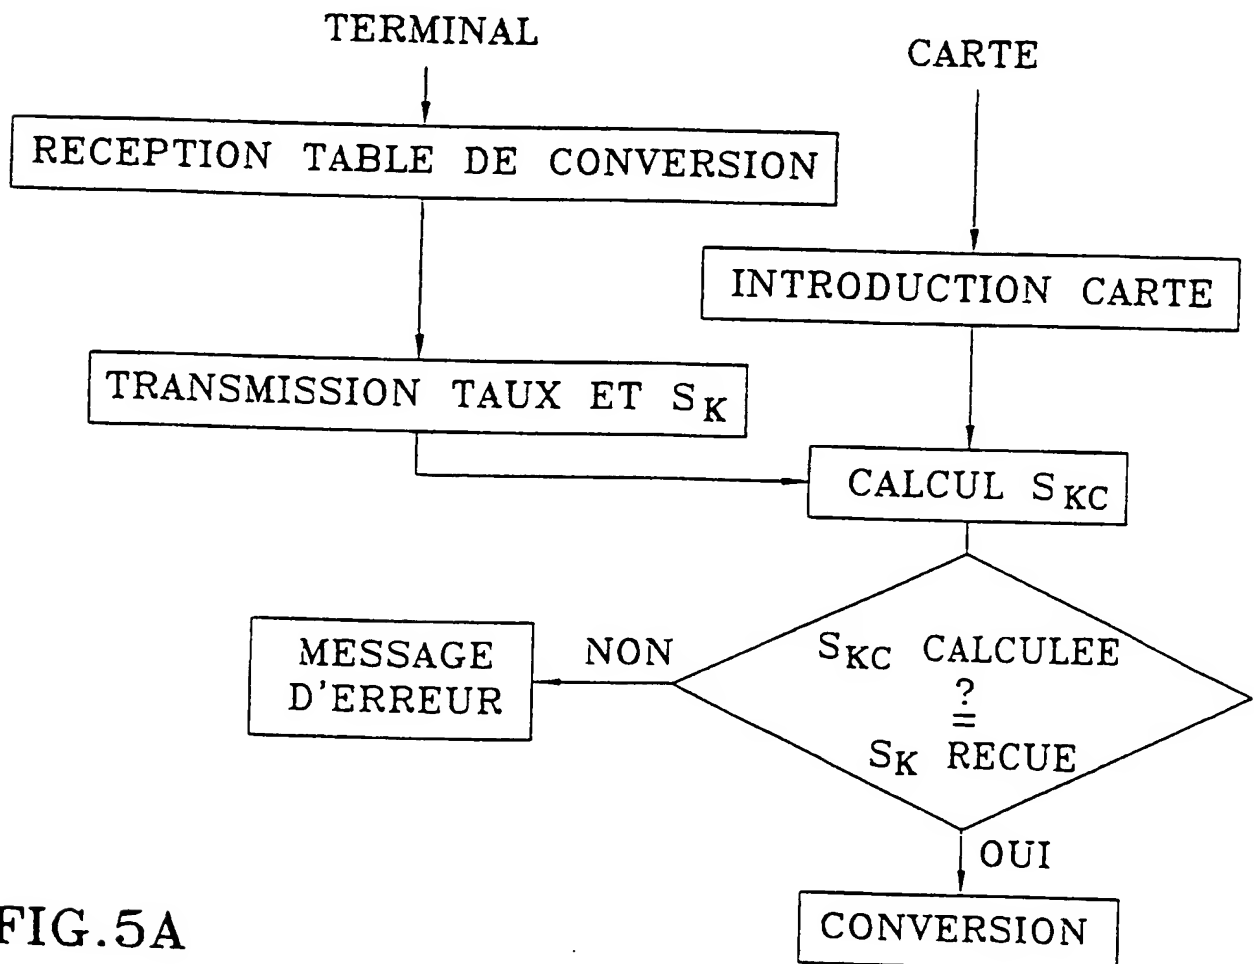 TERMINAL
CARTE
RECEPTION TABLE DE CONVERSION
INTRODUCTION CARTE
TRANSMISSION TAUX ET SK
CALCUL SKC
MESSAGE
D'ERREUR
NON
SKC CALCULEE
?
=
SK RECUE
OUI
CONVERSION
FIG.5A